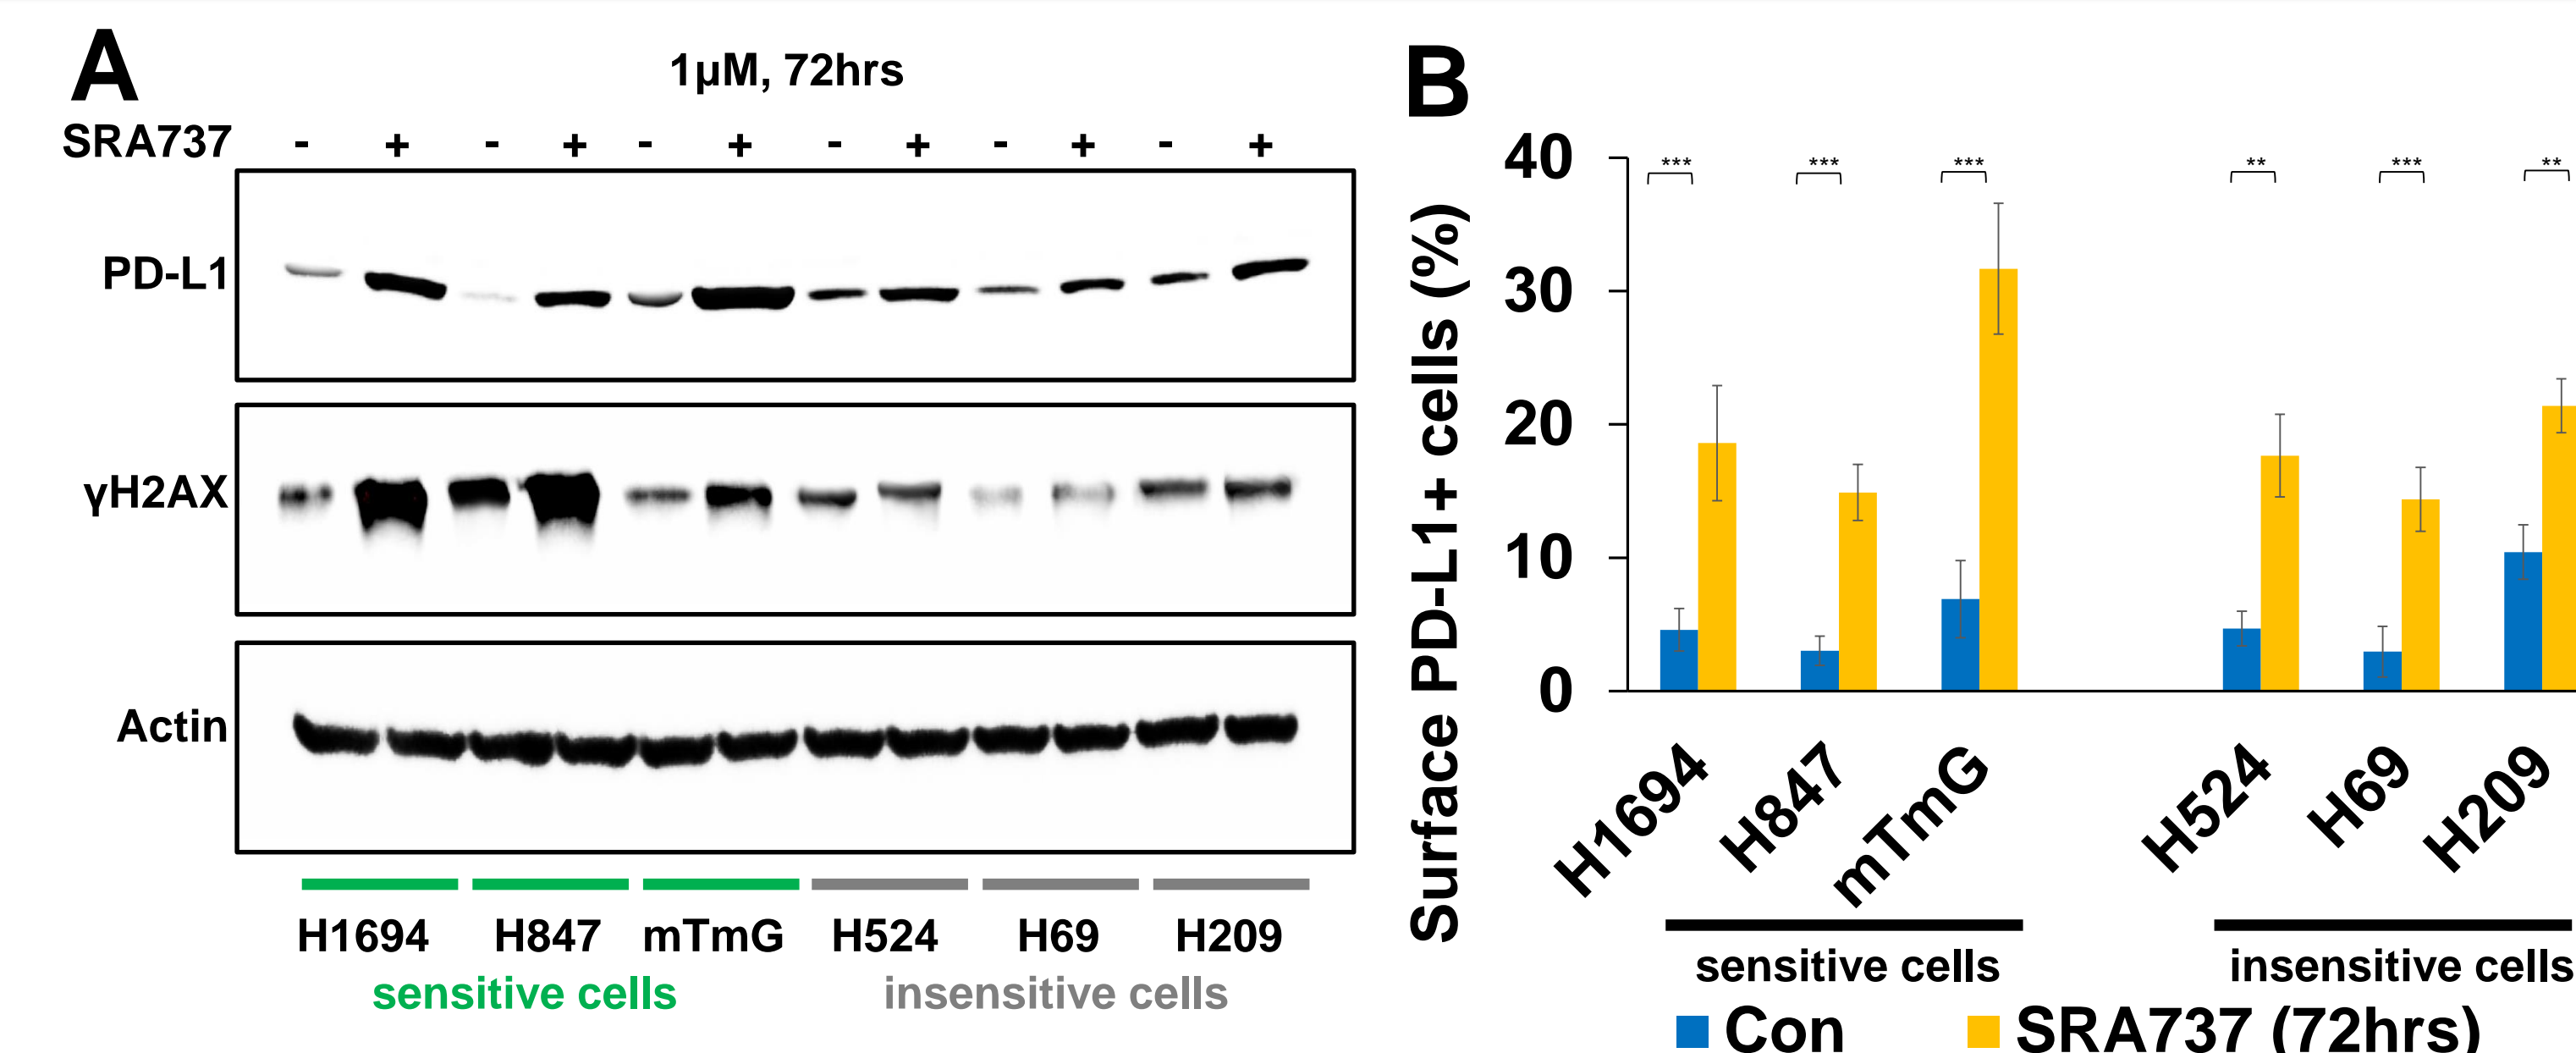 A
1μM, 72hrs
SRA737 - + - + - + - + - + - +
PD-L1
γH2AX
Actin
H1694 H847 mTmG H524 H69 H209
sensitive cells insensitive cells
B
Surface PD-L1+ cells (%)
40
30
20
10
0
*** *** *** ** *** **
H1694 H847 mTmG H524 H69 H209
sensitive cells insensitive cells
Con SRA737 (72hrs)